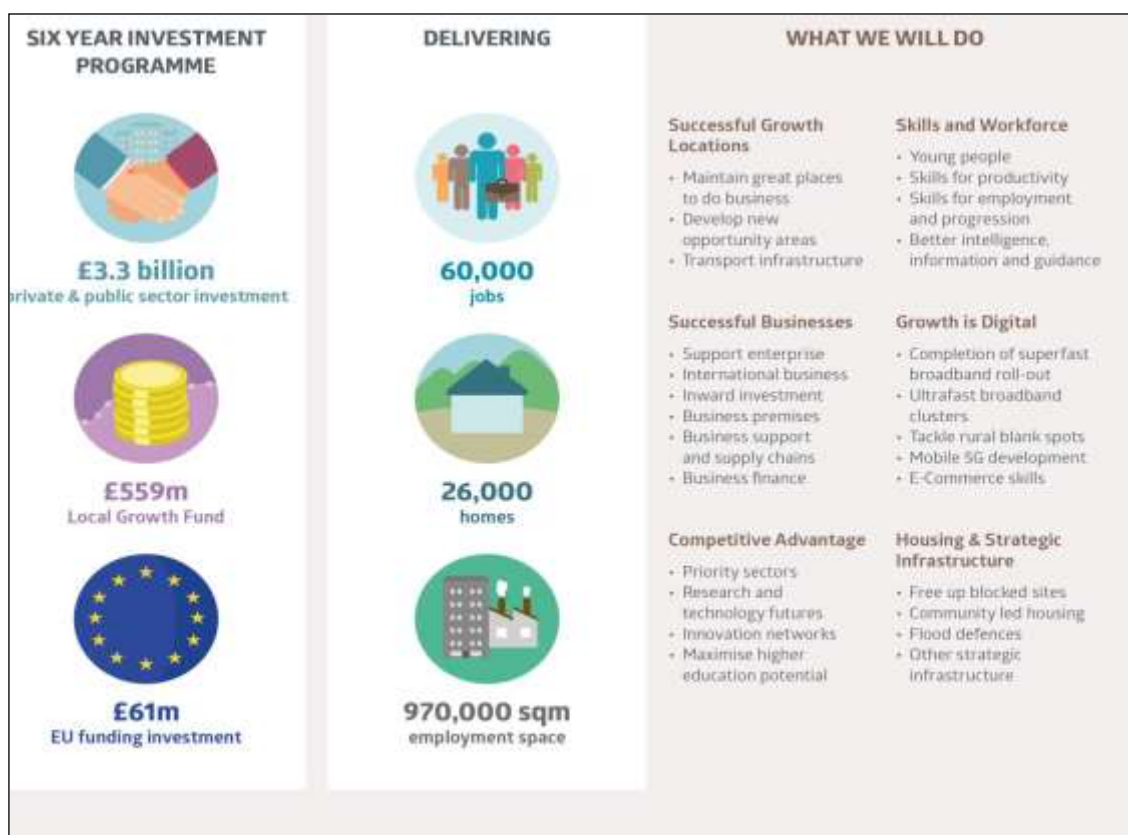 SIX YEAR INVESTMENT
PROGRAMME
£3.3 billion
private & public sector investment
£559m
Local Growth Fund
£61m
EU funding investment
DELIVERING
60,000
jobs
26,000
homes
970,000 sqm
employment space
WHAT WE WILL DO
Successful Growth
Locations
• Maintain great places
to do business
• Develop new
opportunity areas
• Transport infrastructure
Skills and Workforce
• Young people
• Skills for productivity
• Skills for employment
and progression
• Better intelligence,
information and guidance
Successful Businesses
• Support enterprise
• International business
• Inward investment
• Business premises
• Business support
and supply chains
• Business finance
Growth is Digital
• Completion of superfast
broadband roll-out
• Ultrafast broadband
clusters
• Tackle rural blank spots
• Mobile 5G development
• E-Commerce skills
Competitive Advantage
• Priority sectors
• Research and
technology futures
• Innovation networks
• Maximise higher
education potential
Housing & Strategic
Infrastructure
• Free up blocked sites
• Community led housing
• Flood defences
• Other strategic
infrastructure